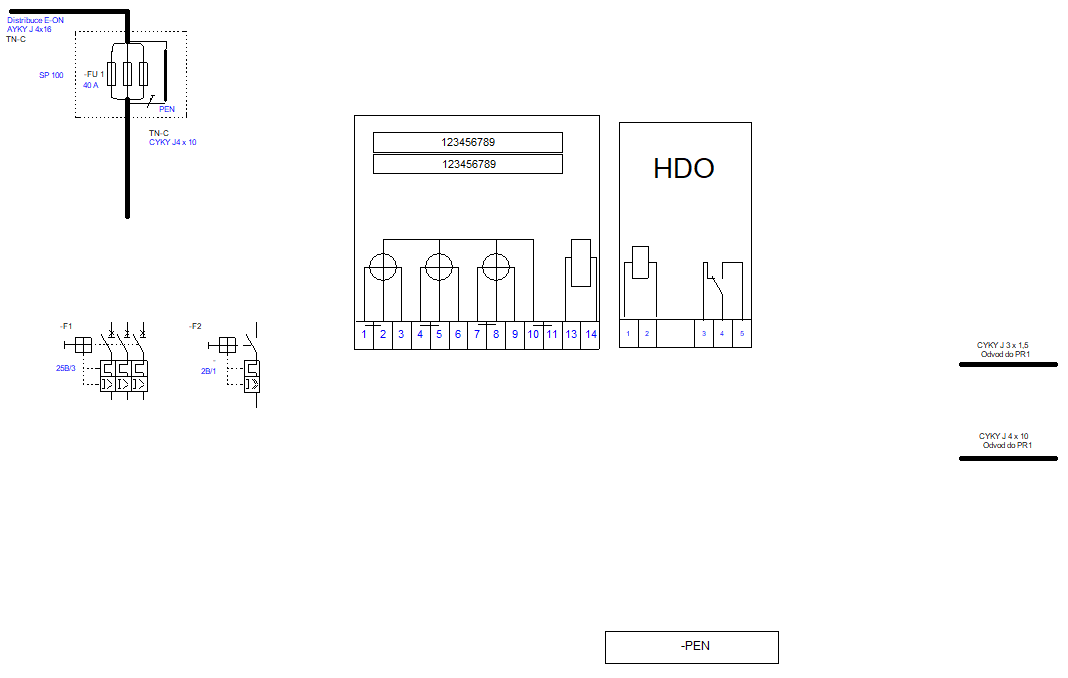 Distribuce E-ON
AYKY J 4x16
TN-C
SP 100
-FU 1
40 A
PEN
TN-C
CYKY J4 x 10
123456789
123456789
HDO
1 2 3 4 5 6 7 8 9 10 11 13 14
1 2 3 4 5
-F1
25B/3
-F2
2B/1
CYKY J 3 x 1,5
Odvod do PR1
CYKY J 4 x 10
Odvod do PR1
-PEN